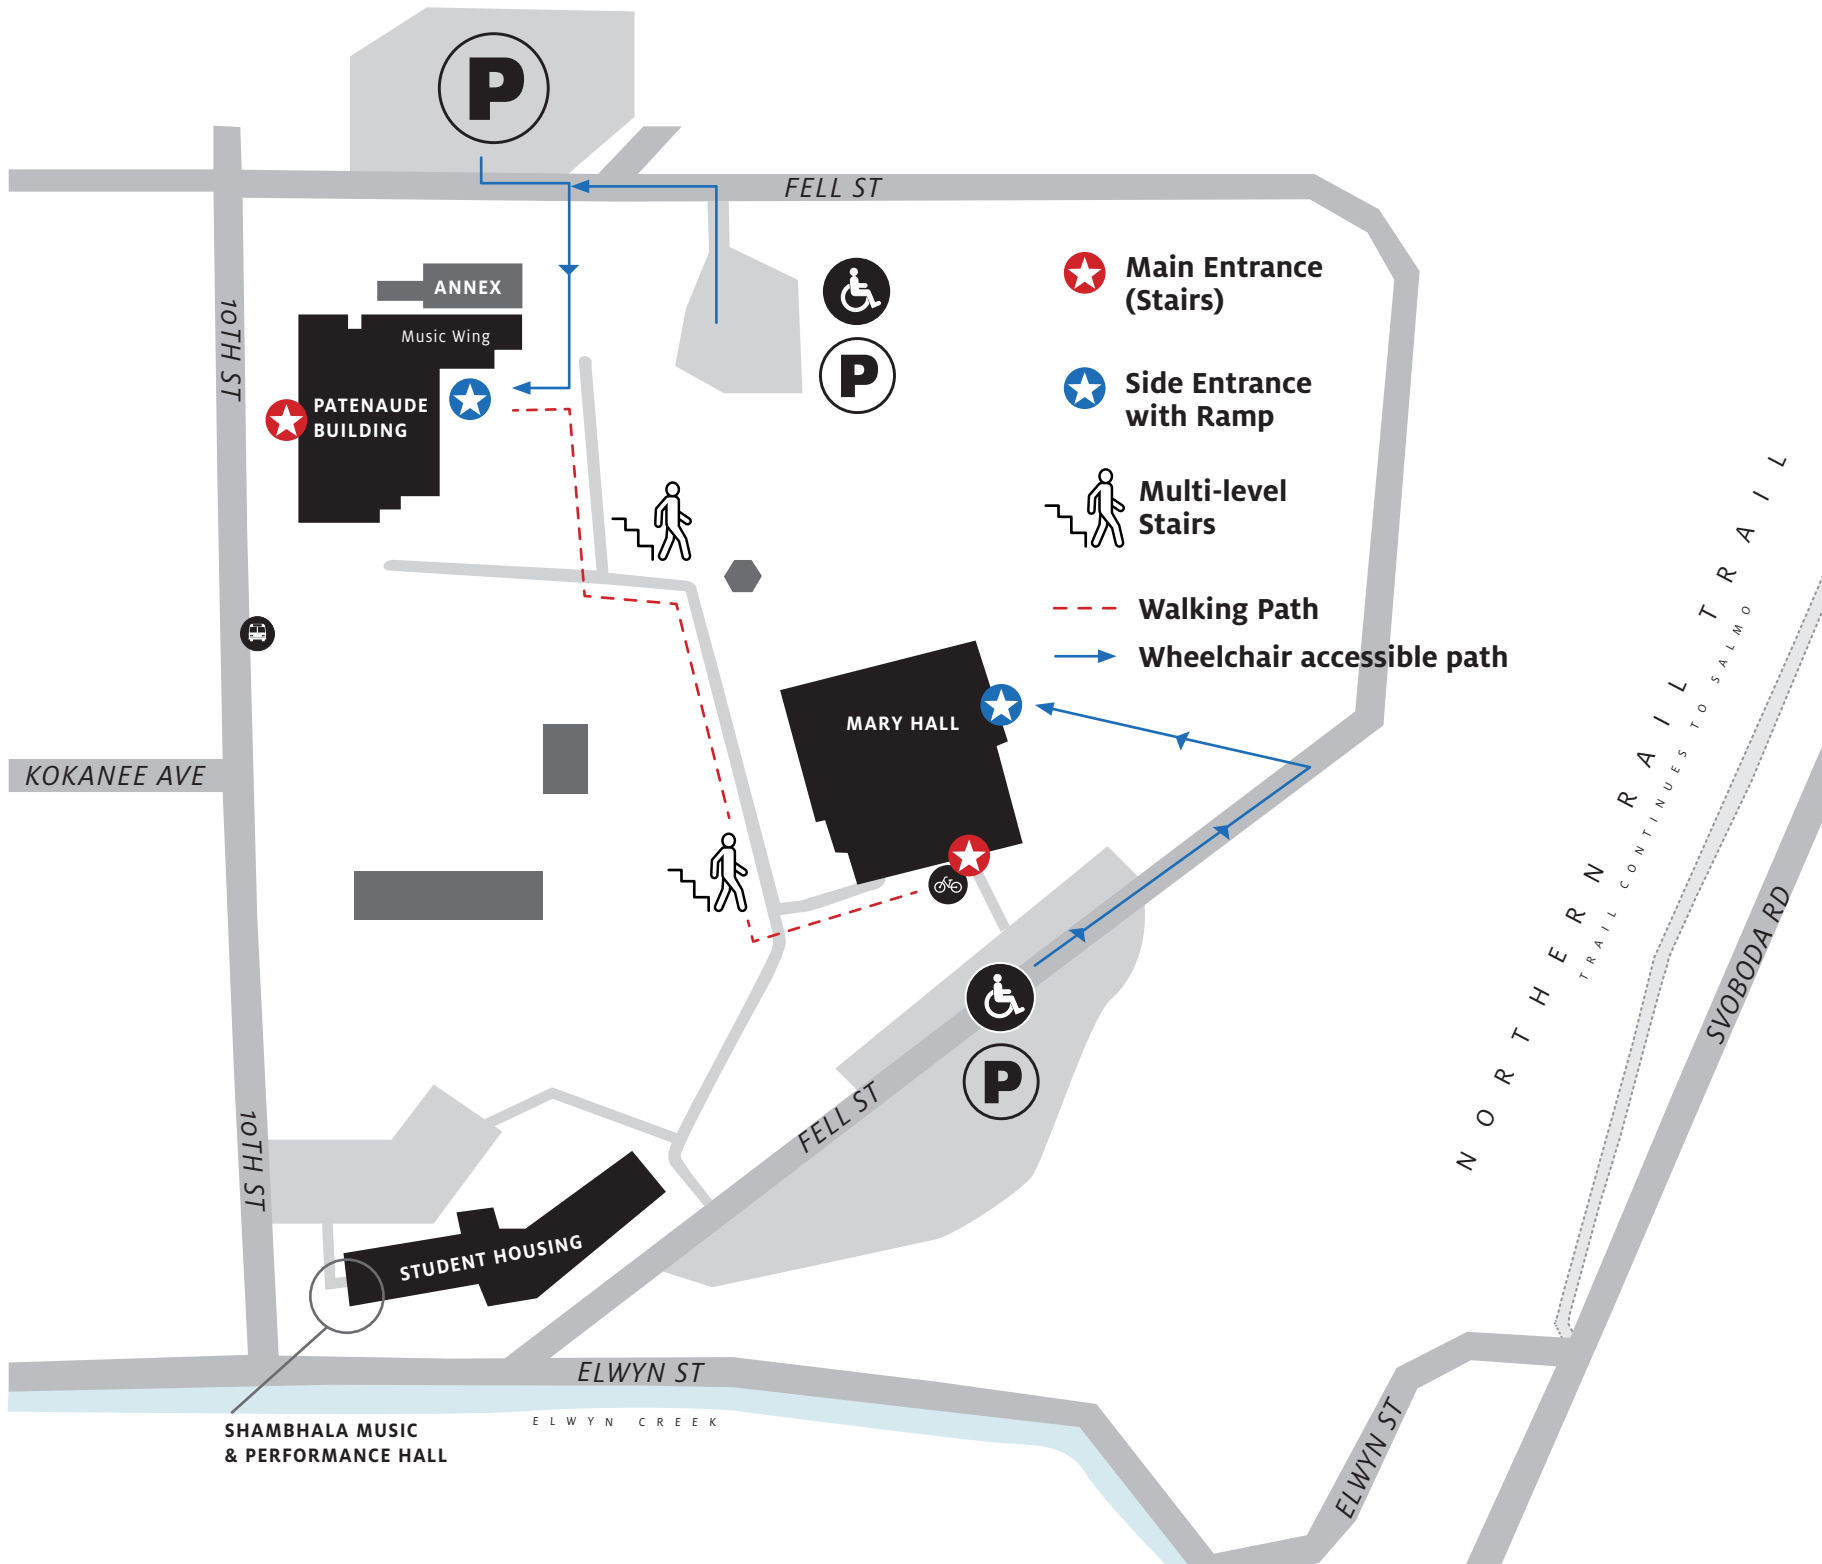 P
FELL ST
ANNEX
Music Wing
PATENAUDE
BUILDING
10TH ST
P
Main Entrance
(Stairs)
Side Entrance
with Ramp
Multi-level
Stairs
Walking Path
Wheelchair accessible path
MARY HALL
KOKANEE AVE
NORTHERN RAIL TRAIL
TRAIL CONTINUES TO SALMO
SVOBODA RD
P
FELL ST
10TH ST
STUDENT HOUSING
ELWYN ST
ELWYN CREEK
SHAMBHALA MUSIC
& PERFORMANCE HALL
ELWYN ST